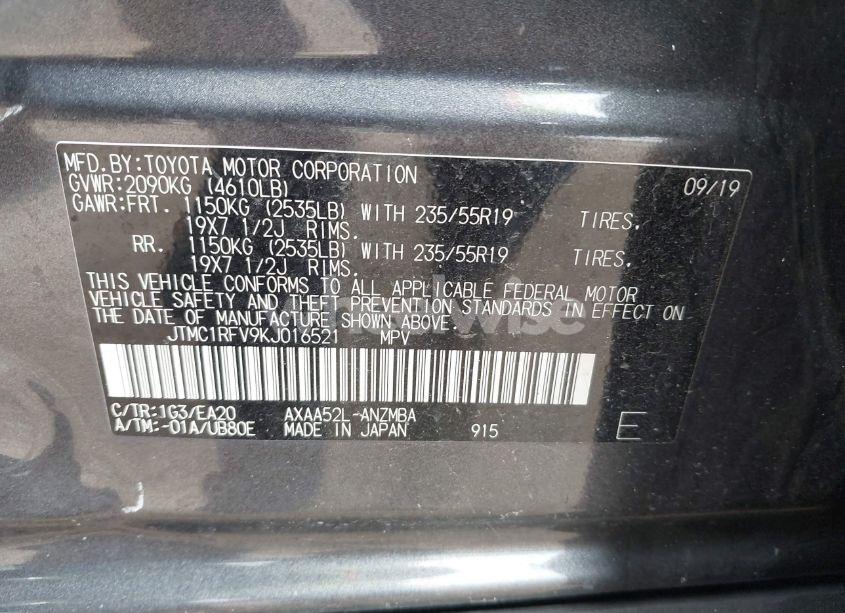 MFD.BY:TOYOTA MOTOR CORPORATION 09/19
GVWR:2090KG (4610LB)
GAWR:FRT. 1150KG (2535LB) WITH 235/55R19 TIRES,
19X7 1/2J RIMS.
RR. 1150KG (2535LB) WITH 235/55R19 TIRES,
19X7 1/2J RIMS.
THIS VEHICLE CONFORMS TO ALL APPLICABLE FEDERAL MOTOR
VEHICLE SAFETY AND THEFT PREVENTION STANDARDS IN EFFECT ON
THE DATE OF MANUFACTURE SHOWN ABOVE.
JTMC1RFV9KJ016521 MPV
C/TR:1G3/EA20 AXAA52L-ANZMBA
A/TM:-01A/UB80E MADE IN JAPAN 915 E